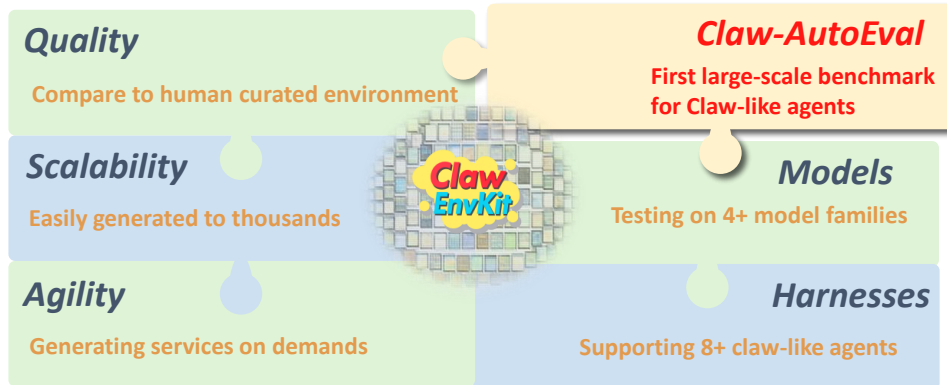 Quality
Compare to human curated environment
Scalability
Easily generated to thousands
Agility
Generating services on demands
Claw
EnvKit
Claw-AutoEval
First large-scale benchmark
for Claw-like agents
Models
Testing on 4+ model families
Harnesses
Supporting 8+ claw-like agents